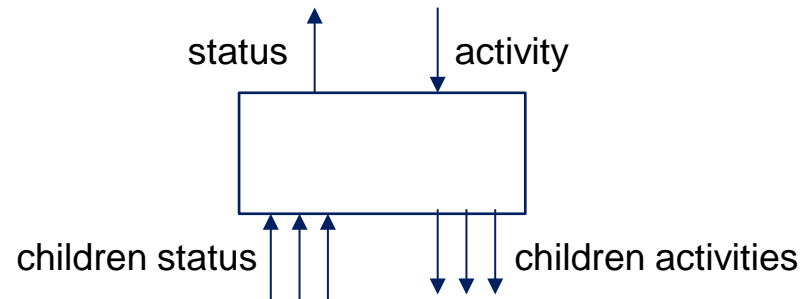 status
activity
children status
children activities